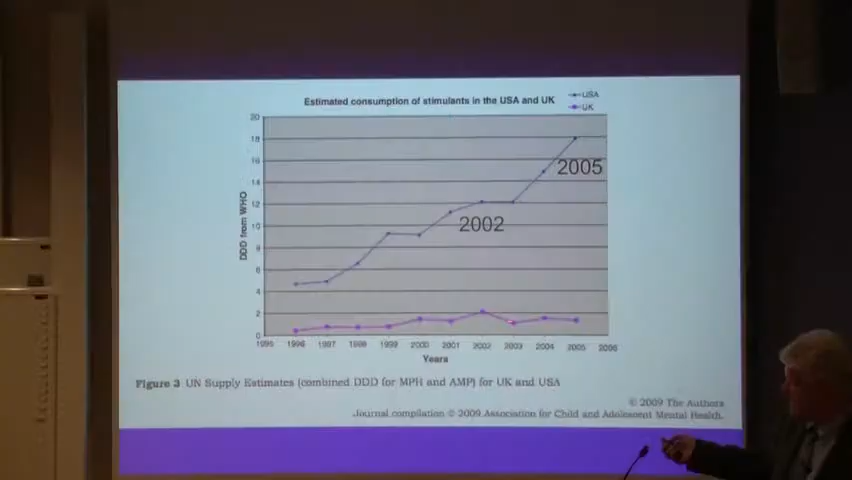 Estimated consumption of stimulants in the USA and UK
USA
UK
20
18
16
14
12
10
8
6
4
2
0
DDD from WHO
2005
2002
1995 1996 1997 1998 1999 2000 2001 2002 2003 2004 2005 2006
Years
Figure 3 UN Supply Estimates (combined DDD for MPH and AMP) for UK and USA
© 2009 The Authors
Journal compilation © 2009 Association for Child and Adolescent Mental Health.